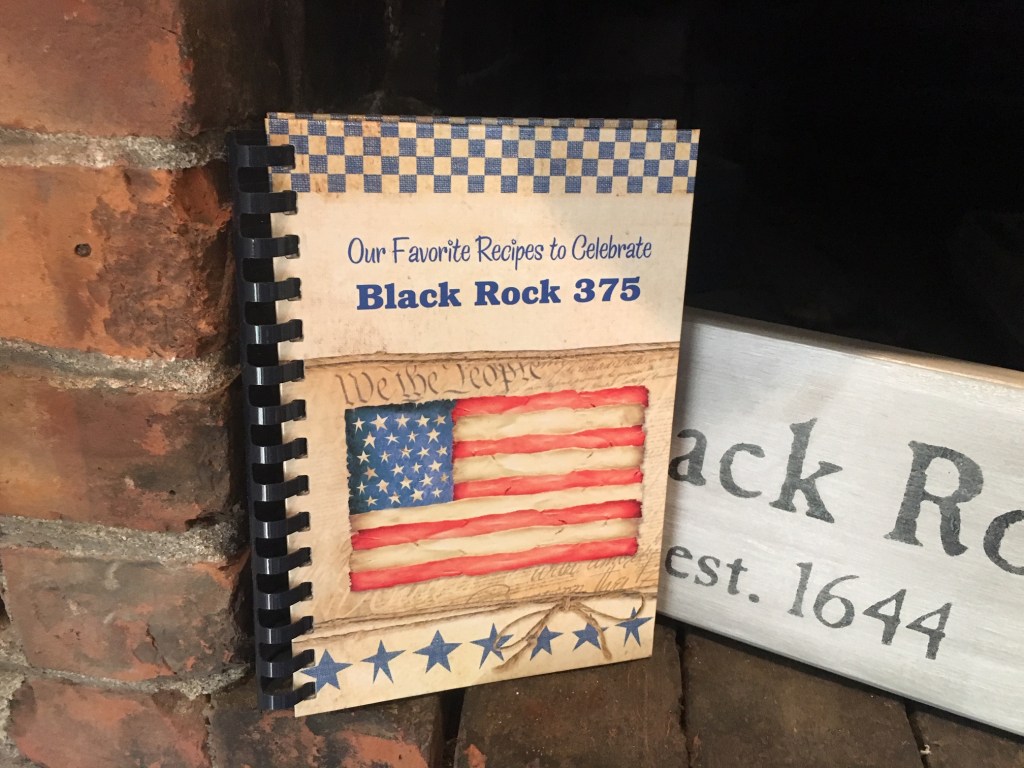 Our Favorite Recipes to Celebrate
Black Rock 375
We the People
ack Ro
est. 1644